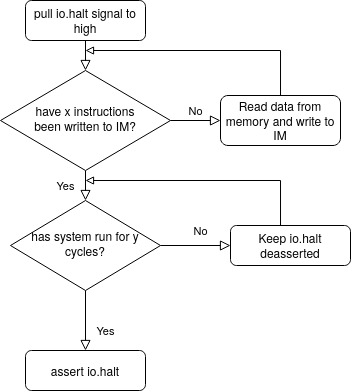 pull io.halt signal to
high
have x instructions
been written to IM?
No
Read data from
memory and write to
IM
Yes
has system run for y
cycles?
No
Keep io.halt
deasserted
Yes
assert io.halt